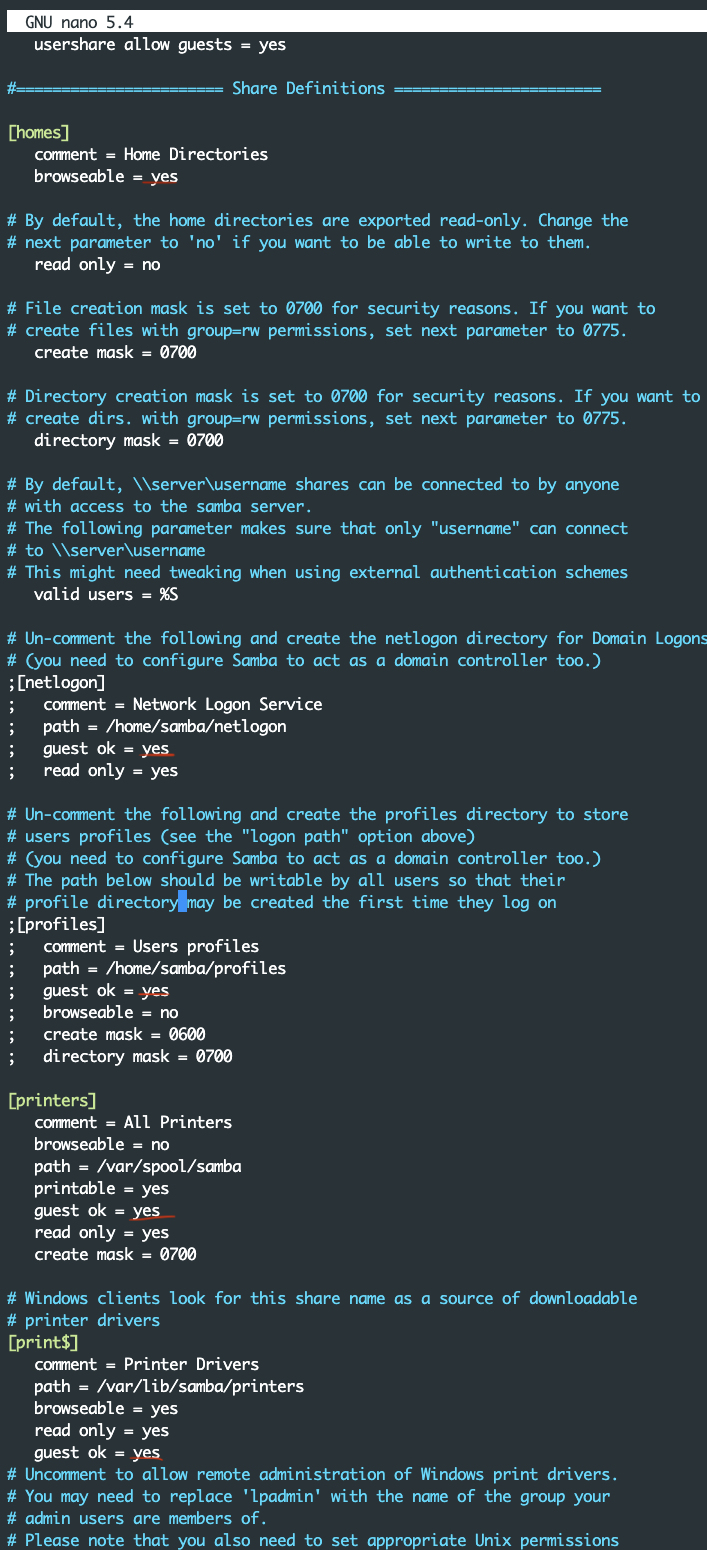 GNU nano 5.4
usershare allow guests = yes
#======================= Share Definitions =======================
[homes]
comment = Home Directories
browseable = yes
# By default, the home directories are exported read-only. Change the
# next parameter to 'no' if you want to be able to write to them.
read only = no
# File creation mask is set to 0700 for security reasons. If you want to
# create files with group=rw permissions, set next parameter to 0775.
create mask = 0700
# Directory creation mask is set to 0700 for security reasons. If you want to
# create dirs. with group=rw permissions, set next parameter to 0775.
directory mask = 0700
# By default, \\server\username shares can be connected to by anyone
# with access to the samba server.
# The following parameter makes sure that only "username" can connect
# to \\server\username
# This might need tweaking when using external authentication schemes
valid users = %S
# Un-comment the following and create the netlogon directory for Domain Logons
# (you need to configure Samba to act as a domain controller too.)
;[netlogon]
;   comment = Network Logon Service
;   path = /home/samba/netlogon
;   guest ok = yes
;   read only = yes
# Un-comment the following and create the profiles directory to store
# users profiles (see the "logon path" option above)
# (you need to configure Samba to act as a domain controller too.)
# The path below should be writable by all users so that their
# profile directory may be created the first time they log on
;[profiles]
;   comment = Users profiles
;   path = /home/samba/profiles
;   guest ok = yes
;   browseable = no
;   create mask = 0600
;   directory mask = 0700
[printers]
comment = All Printers
browseable = no
path = /var/spool/samba
printable = yes
guest ok = yes
read only = yes
create mask = 0700
# Windows clients look for this share name as a source of downloadable
# printer drivers
[print$]
comment = Printer Drivers
path = /var/lib/samba/printers
browseable = yes
read only = yes
guest ok = yes
# Uncomment to allow remote administration of Windows print drivers.
# You may need to replace 'lpadmin' with the name of the group your
# admin users are members of.
# Please note that you also need to set appropriate Unix permissions